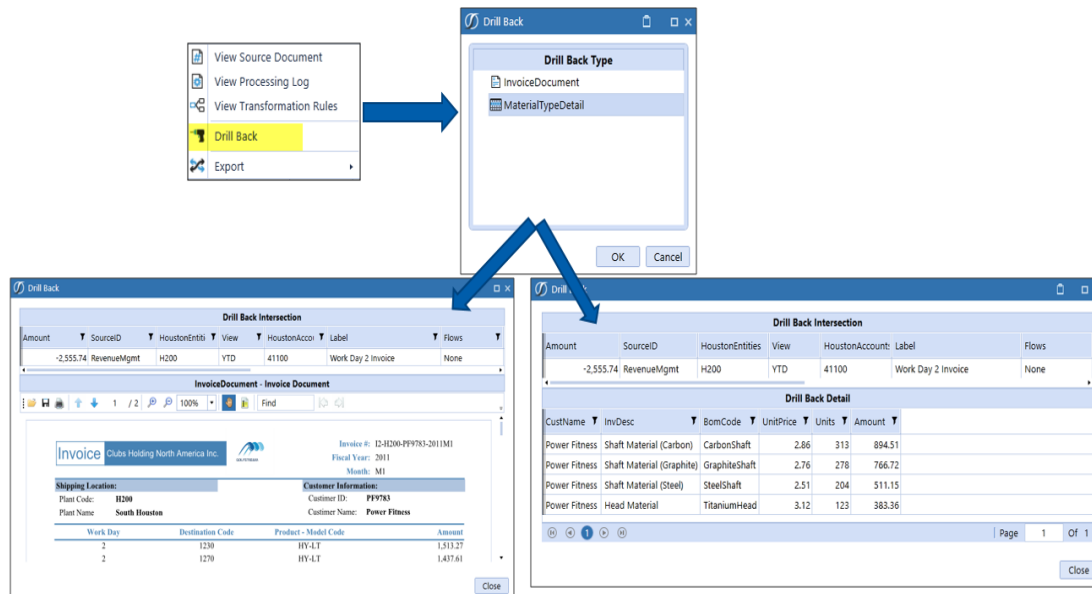 View Source Document
View Processing Log
View Transformation Rules
Drill Back
Export
Drill Back
Drill Back Type
InvoiceDocument
MaterialTypeDetail
OK Cancel
Drill Back
Drill Back Intersection
Amount SourceID HoustonEntiti View HoustonAccoi Label Flows
-2,555.74 RevenueMgmt H200 YTD 41100 Work Day 2 Invoice None
InvoiceDocument - Invoice Document
1 / 2 100% Find
Invoice Clubs Holding North America Inc.
Invoice #: I2-H200-PF9783-2011M1
Fiscal Year: 2011
Month: M1
Shipping Location: Customer Information:
Plant Code: H200 Custimer ID: PF9783
Plant Name South Houston Custimer Name: Power Fitness
Work Day Destination Code Product - Model Code Amount
2 1230 HY-LT 1,513.27
2 1270 HY-LT 1,437.61
Close
Drill
Drill Back Intersection
Amount SourceID HoustonEntities View HoustonAccounts Label Flows
-2,555.74 RevenueMgmt H200 YTD 41100 Work Day 2 Invoice None
Drill Back Detail
CustName InvDesc BomCode UnitPrice Units Amount
Power Fitness Shaft Material (Carbon) CarbonShaft 2.86 313 894.51
Power Fitness Shaft Material (Graphite) GraphiteShaft 2.76 278 766.72
Power Fitness Shaft Material (Steel) SteelShaft 2.51 204 511.15
Power Fitness Head Material TitaniumHead 3.12 123 383.36
1 Page 1 Of 1
Close